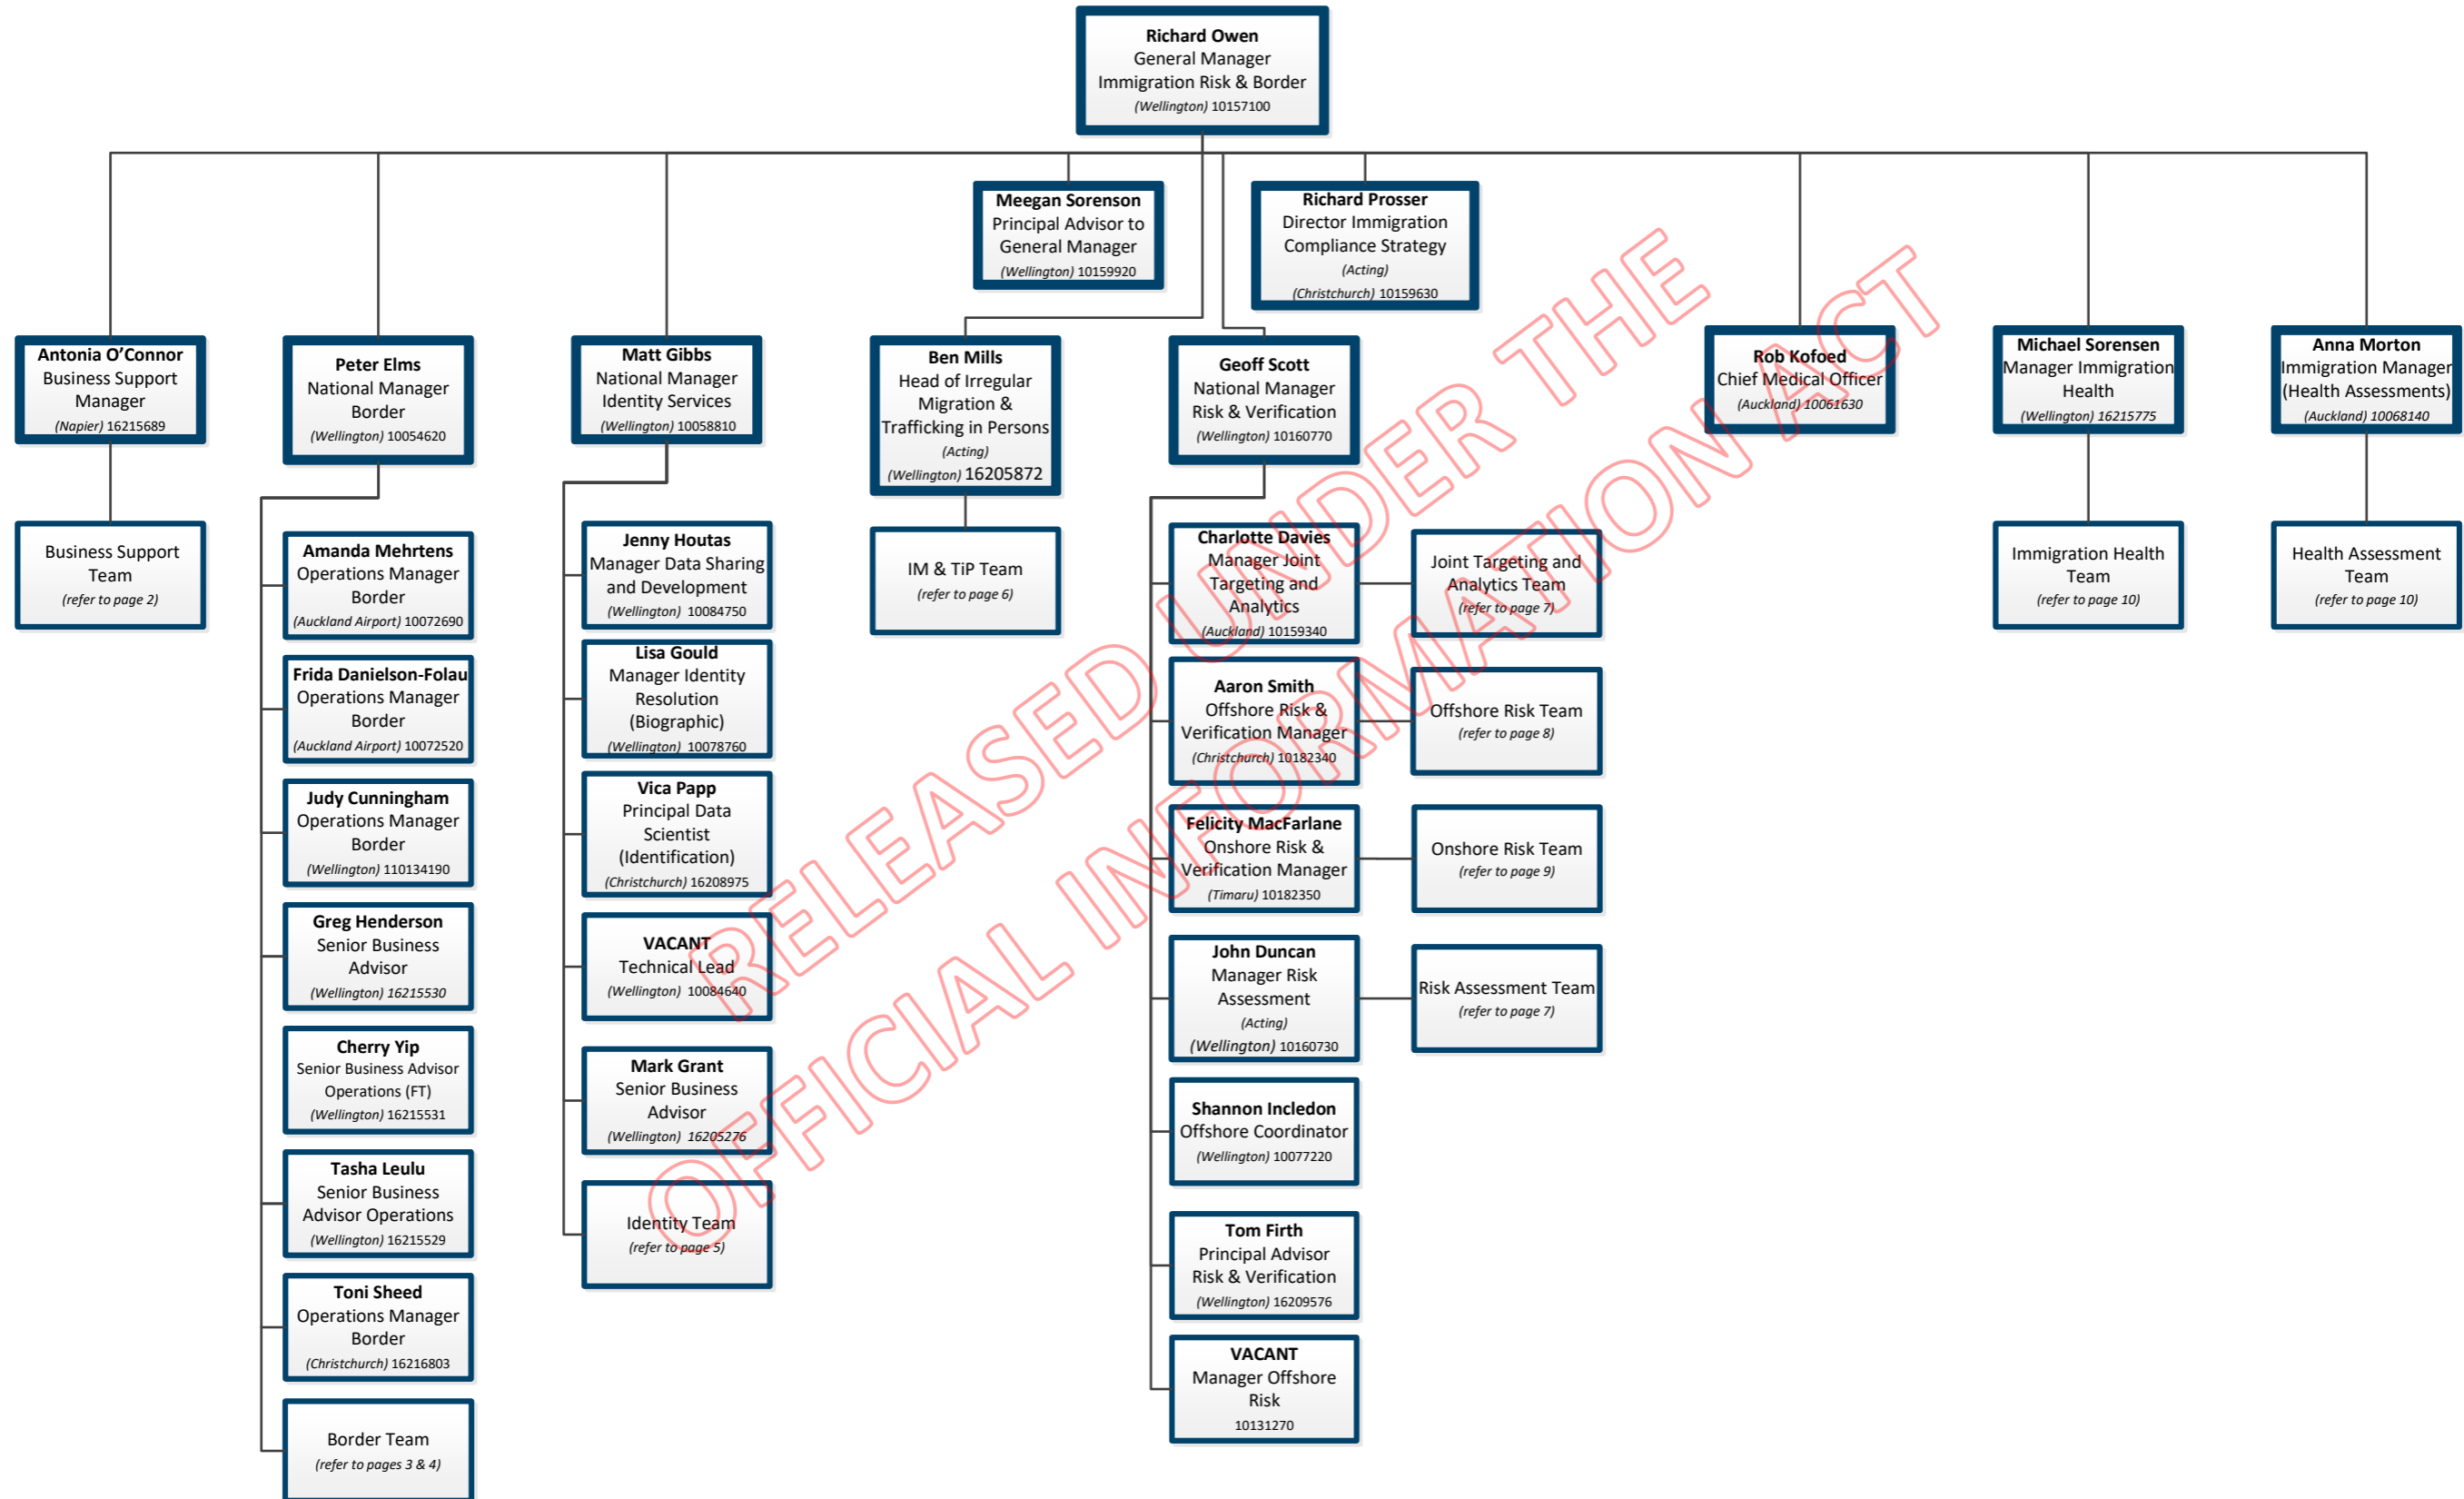 Richard Owen
General Manager
Immigration Risk & Border
(Wellington) 10157100
Meegan Sorenson
Principal Advisor to
General Manager
(Wellington) 10159920
Richard Prosser
Director Immigration
Compliance Strategy
(Acting)
(Christchurch) 10159630
Antonia O’Connor
Business Support
Manager
(Napier) 16215689
Peter Elms
National Manager
Border
(Wellington) 10054620
Matt Gibbs
National Manager
Identity Services
(Wellington) 10058810
Ben Mills
Head of Irregular
Migration &
Trafficking in Persons
(Acting)
(Wellington) 16205872
Geoff Scott
National Manager
Risk & Verification
(Wellington) 10160770
Rob Kofoed
Chief Medical Officer
(Auckland) 10061630
Michael Sorensen
Manager Immigration
Health
(Wellington) 16215775
Anna Morton
Immigration Manager
(Health Assessments)
(Auckland) 10068140
Business Support
Team
(refer to page 2)
Amanda Mehrtens
Operations Manager
Border
(Auckland Airport) 10072690
Frida Danielson-Folau
Operations Manager
Border
(Auckland Airport) 10072520
Judy Cunningham
Operations Manager
Border
(Wellington) 110134190
Greg Henderson
Senior Business
Advisor
(Wellington) 16215530
Cherry Yip
Senior Business Advisor
Operations (FT)
(Wellington) 16215531
Tasha Leulu
Senior Business
Advisor Operations
(Wellington) 16215529
Toni Sheed
Operations Manager
Border
(Christchurch) 16216803
Border Team
(refer to pages 3 & 4)
Jenny Houtas
Manager Data Sharing
and Development
(Wellington) 10084750
Lisa Gould
Manager Identity
Resolution
(Biographic)
(Wellington) 10078760
Vica Papp
Principal Data
Scientist
(Identification)
(Christchurch) 16208975
VACANT
Technical Lead
(Wellington) 10084640
Mark Grant
Senior Business
Advisor
(Wellington) 16205276
Identity Team
(refer to page 5)
IM & TiP Team
(refer to page 6)
Charlotte Davies
Manager Joint
Targeting and
Analytics
(Auckland) 10159340
Joint Targeting and
Analytics Team
(refer to page 7)
Aaron Smith
Offshore Risk &
Verification Manager
(Christchurch) 10182340
Offshore Risk Team
(refer to page 8)
Felicity MacFarlane
Onshore Risk &
Verification Manager
(Timaru) 10182350
Onshore Risk Team
(refer to page 9)
John Duncan
Manager Risk
Assessment
(Acting)
(Wellington) 10160730
Risk Assessment Team
(refer to page 7)
Shannon Incledon
Offshore Coordinator
(Wellington) 10077220
Tom Firth
Principal Advisor
Risk & Verification
(Wellington) 16209576
VACANT
Manager Offshore
Risk
10131270
Immigration Health
Team
(refer to page 10)
Health Assessment
Team
(refer to page 10)
RELEASED UNDER THE
OFFICIAL INFORMATION ACT